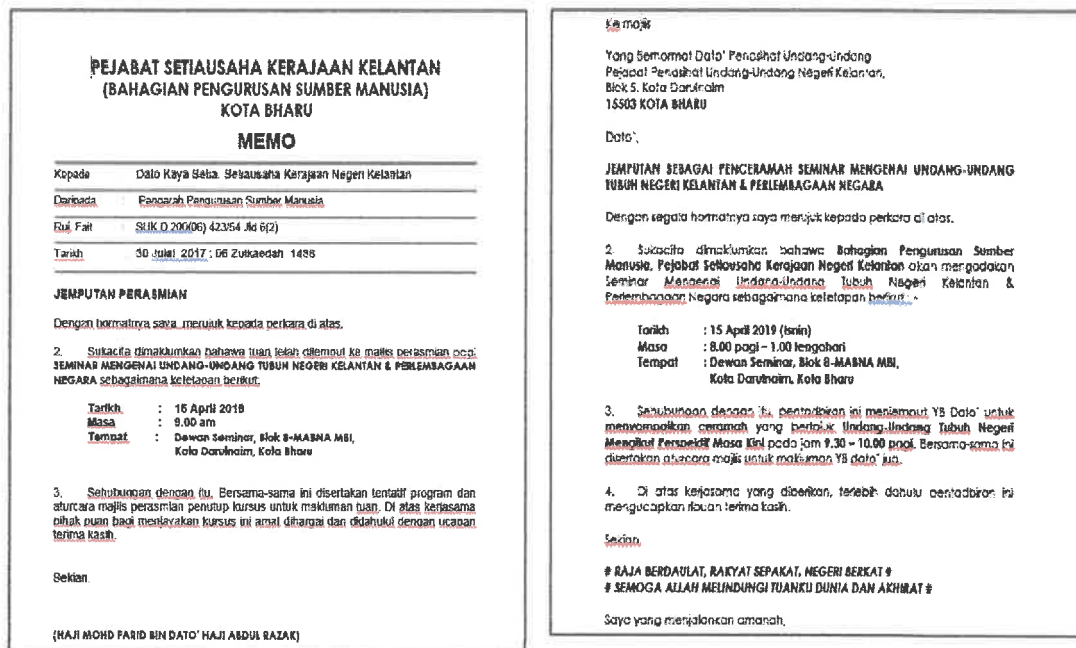 PEJABAT SETIAUSAHA KERAJAAN KELANTAN
(BAHAGIAN PENGURUSAN SUMBER MANUSIA)
KOTA BHARU
MEMO
Kepada Dato Kaya Setia. Setiausaha Kerajaan Negeri Kelantan
Daripada : Pengarah Pengurusan Sumber Manusia
Ruj. Fail : SUK.D.200(06) 423/54 Jld 6(2)
Tarikh 30 Julai 2017 ; 06 Zulkaedah 1438
JEMPUTAN PERASMIAN
Dengan hormatnya saya merujuk kepada perkara di atas.
2. Sukacita dimaklumkan bahawa tuan telah dijemput ke majlis perasmian bagi
SEMINAR MENGENAI UNDANG-UNDANG TUBUH NEGERI KELANTAN & PERLEMBAGAAN
NEGARA sebagaimana ketetapan berikut:
Tarikh : 15 April 2019
Masa : 9.00 am
Tempat : Dewan Seminar, Blok 8-MABNA MBI,
Kota Darulnaim, Kota Bharu
3. Sehubungan dengan itu, Bersama-sama ini disertakan tentatif program dan
aturcara majlis perasmian penutup kursus untuk makluman tuan. Di atas kerjasama
pihak puan bagi menjayakan kursus ini amat dihargai dan didahului dengan ucapan
terima kasih.
Sekian.
(HAJI MOHD FARID BIN DATO' HAJI ABDUL RAZAK)
Ke majlis
Yang Berhormat Dato' Penasihat Undang-Undang
Pejabat Penasihat Undang-Undang Negeri Kelantan,
Blok 5, Kota Darulnaim
15503 KOTA BHARU
Dato',
JEMPUTAN SEBAGAI PENCERAMAH SEMINAR MENGENAI UNDANG-UNDANG
TUBUH NEGERI KELANTAN & PERLEMBAGAAN NEGARA
Dengan segala hormatnya saya merujuk kepada perkara di atas.
2. Sukacita dimaklumkan bahawa Bahagian Pengurusan Sumber
Manusia, Pejabat Setiausaha Kerajaan Negeri Kelantan akan mengadakan
Seminar Mengenai Undang-Undang Tubuh Negeri Kelantan &
Perlembagaan Negara sebagaimana ketetapan berikut : -
Tarikh : 15 April 2019 (Isnin)
Masa : 8.00 pagi – 1.00 tengahari
Tempat : Dewan Seminar, Blok 8-MABNA MBI,
Kota Darulnaim, Kota Bharu
3. Sehubungan dengan itu, pentadbiran ini menjemput YB Dato' untuk
menyampaikan ceramah yang bertajuk Undang-Undang Tubuh Negeri
Mengikut Perspektif Masa Kini pada jam 9.30 – 10.00 pagi. Bersama-sama ini
disertakan aturcara majlis untuk makluman YB dato' jua.
4. Di atas kerjasama yang diberikan, terlebih dahulu pentadbiran ini
mengucapkan ribuan terima kasih.
Sekian.
# RAJA BERDAULAT, RAKYAT SEPAKAT, NEGERI BERKAT #
# SEMOGA ALLAH MELINDUNGI TUANKU DUNIA DAN AKHIRAT #
Saya yang menjalankan amanah,